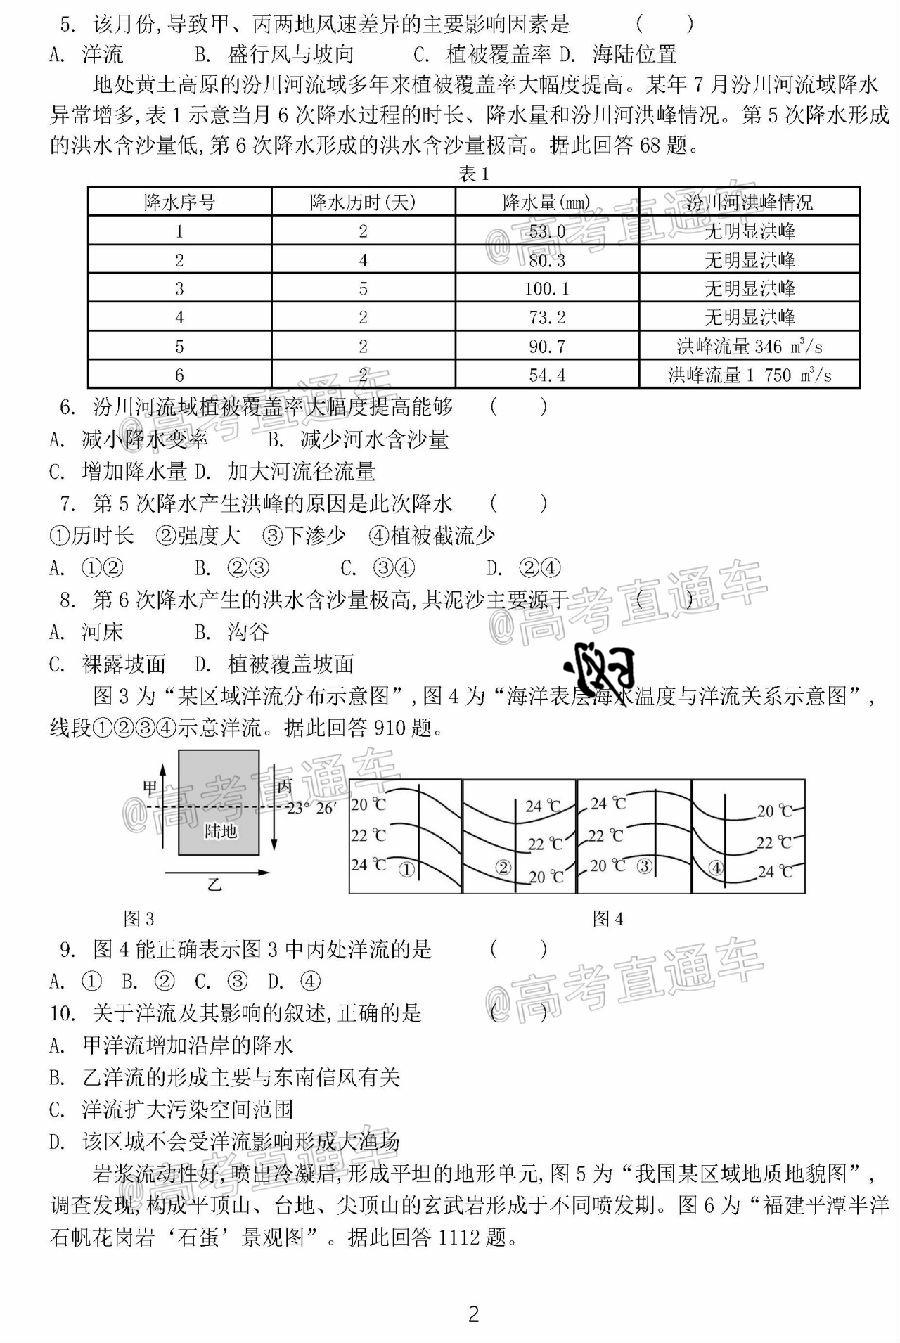 5. 该月份,导致甲、丙两地风速差异的主要影响因素是 ( )
A. 洋流 B. 盛行风与坡向 C. 植被覆盖率 D. 海陆位置
地处黄土高原的汾川河流域多年来植被覆盖率大幅度提高。某年 7 月汾川河流域降水
异常增多,表 1 示意当月 6 次降水过程的时长、降水量和汾川河洪峰情况。第 5 次降水形成
的洪水含沙量低,第 6 次降水形成的洪水含沙量极高。据此回答 68 题。
表 1
降水序号 降水历时(天) 降水量(mm) 汾川河洪峰情况
1 2 53.0 无明显洪峰
2 4 80.3 无明显洪峰
3 5 100.1 无明显洪峰
4 2 73.2 无明显洪峰
5 2 90.7 洪峰流量 346 m³/s
6 2 54.4 洪峰流量 1 750 m³/s
6. 汾川河流域植被覆盖率大幅度提高能够 ( )
A. 减小降水变率 B. 减少河水含沙量
C. 增加降水量 D. 加大河流径流量
7. 第 5 次降水产生洪峰的原因是此次降水 ( )
①历时长 ②强度大 ③下渗少 ④植被截流少
A. ①② B. ②③ C. ③④ D. ②④
8. 第 6 次降水产生的洪水含沙量极高,其泥沙主要源于 ( )
A. 河床 B. 沟谷
C. 裸露坡面 D. 植被覆盖坡面
图 3 为“某区域洋流分布示意图”,图 4 为“海洋表层海水温度与洋流关系示意图”,
线段①②③④示意洋流。据此回答 910 题。
甲 丙 23° 26′ 陆地 乙
20 ℃ 22 ℃ 24 ℃ ①
24 ℃ 22 ℃ 20 ℃ ②
24 ℃ 22 ℃ 20 ℃ ③
20 ℃ 22 ℃ 24 ℃ ④
图 3 图 4
9. 图 4 能正确表示图 3 中丙处洋流的是 ( )
A. ① B. ② C. ③ D. ④
10. 关于洋流及其影响的叙述,正确的是 ( )
A. 甲洋流增加沿岸的降水
B. 乙洋流的形成主要与东南信风有关
C. 洋流扩大污染空间范围
D. 该区域不会受洋流影响形成大渔场
岩浆流动性好,喷出冷凝后,形成平坦的地形单元,图 5 为“我国某区域地质地貌图”,
调查发现,构成平顶山、台地、尖顶山的玄武岩形成于不同喷发期。图 6 为“福建平潭半洋
石帆花岗岩‘石蛋’景观图”。据此回答 1112 题。
2
@高考直通车
@高考直通车
@高考直通车
@高考直通车
@高考直通车
@高考直通车